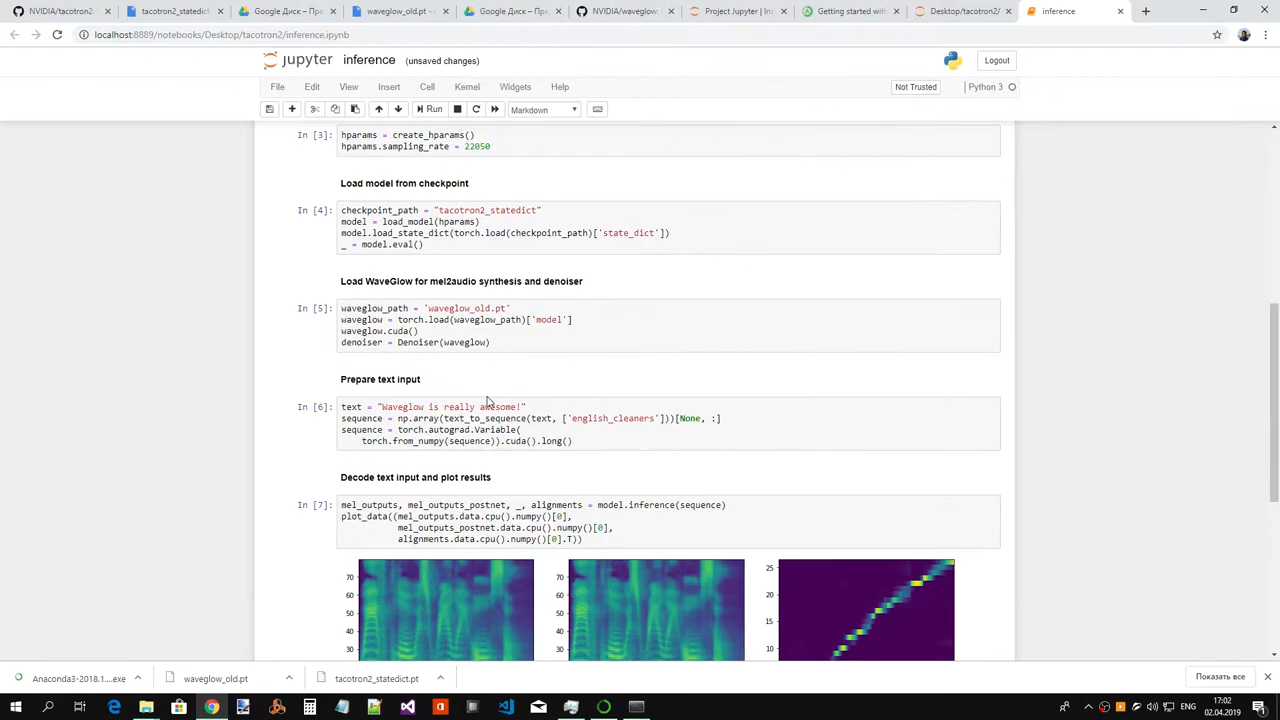 NVIDIA/tacotron2
tacotron2_statedict
Google Диск – Пре
waveglow_old.pt -
Google Диск – Пре
NVIDIA/waveglow:
Project Jupyter | In
Getting started with
Desktop/tacotron2/
inference
localhost:8889/notebooks/Desktop/tacotron2/inference.ipynb
jupyter inference (unsaved changes)
Logout
File Edit View Insert Cell Kernel Widgets Help
Not Trusted
Python 3
Run
Markdown
In [3]: hparams = create_hparams()
hparams.sampling_rate = 22050
Load model from checkpoint
In [4]: checkpoint_path = "tacotron2_statedict"
model = load_model(hparams)
model.load_state_dict(torch.load(checkpoint_path)['state_dict'])
_ = model.eval()
Load WaveGlow for mel2audio synthesis and denoiser
In [5]: waveglow_path = 'waveglow_old.pt'
waveglow = torch.load(waveglow_path)['model']
waveglow.cuda()
denoiser = Denoiser(waveglow)
Prepare text input
In [6]: text = "Waveglow is really awesome!"
sequence = np.array(text_to_sequence(text, ['english_cleaners']))[None, :]
sequence = torch.autograd.Variable(
torch.from_numpy(sequence)).cuda().long()
Decode text input and plot results
In [7]: mel_outputs, mel_outputs_postnet, _, alignments = model.inference(sequence)
plot_data((mel_outputs.data.cpu().numpy()[0],
mel_outputs_postnet.data.cpu().numpy()[0],
alignments.data.cpu().numpy()[0].T))
70
60
50
40
30
70
60
50
40
30
25
20
15
10
Anaconda3-2018.1....exe
waveglow_old.pt
tacotron2_statedict.pt
Показать все
ENG
17:02
02.04.2019